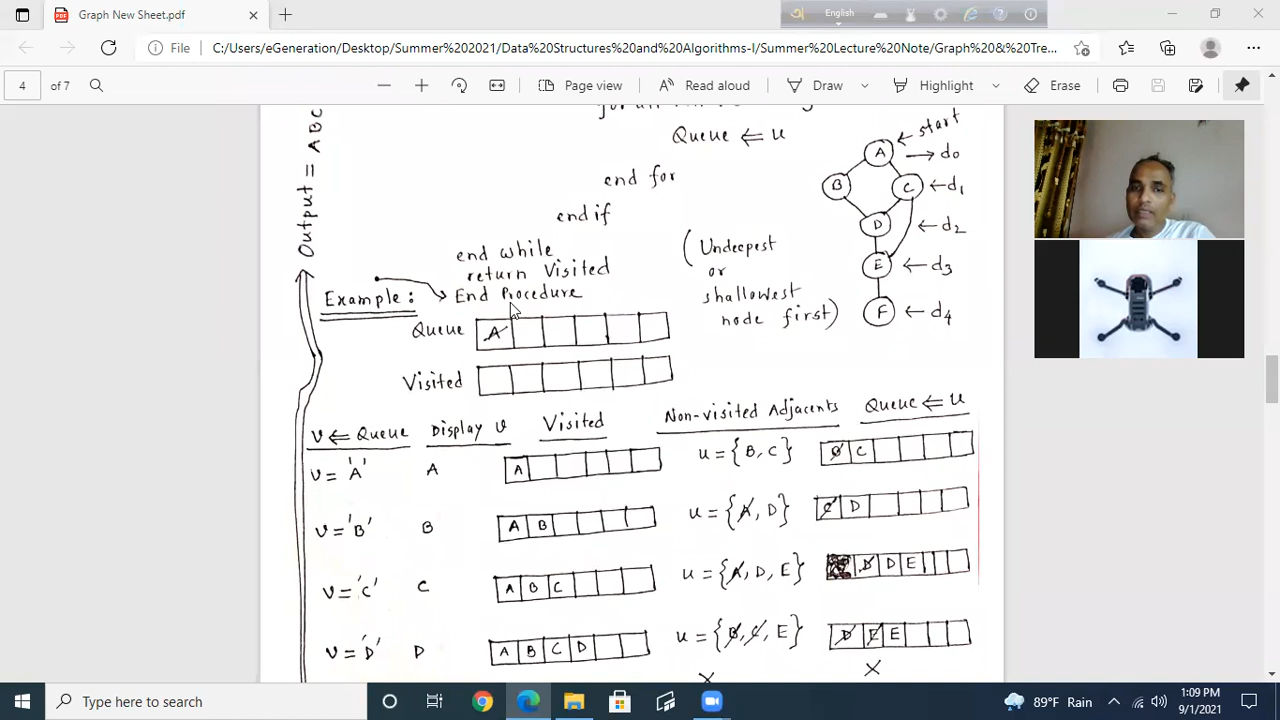 Graph New Sheet.pdf
English
File
C:/Users/eGeneration/Desktop/Summer%202021/Data%20Structures%20and%20Algorithms-I/Summer%20Lecture%20Note/Graph%20&%20Tre...
4 of 7
Page view
Read aloud
Draw
Highlight
Erase
Output = ABC
Queue ⇐ u
end for
end if
end while
return Visited
Example: End Procedure
(Undeepest
or
shallowest
node first)
← start
A → d0
B C ← d1
D ← d2
E ← d3
F ← d4
Queue A
Visited
v ⇐ Queue Display v Visited Non-visited Adjacents Queue ⇐ u
v = 'A' A A u = {B, C} B C
v = 'B' B A B u = {A, D} C D
v = 'C' C A B C u = {A, D, E} D D E
v = 'D' D A B C D u = {B, C, E} D E E
X X
Type here to search
89°F Rain
1:09 PM
9/1/2021